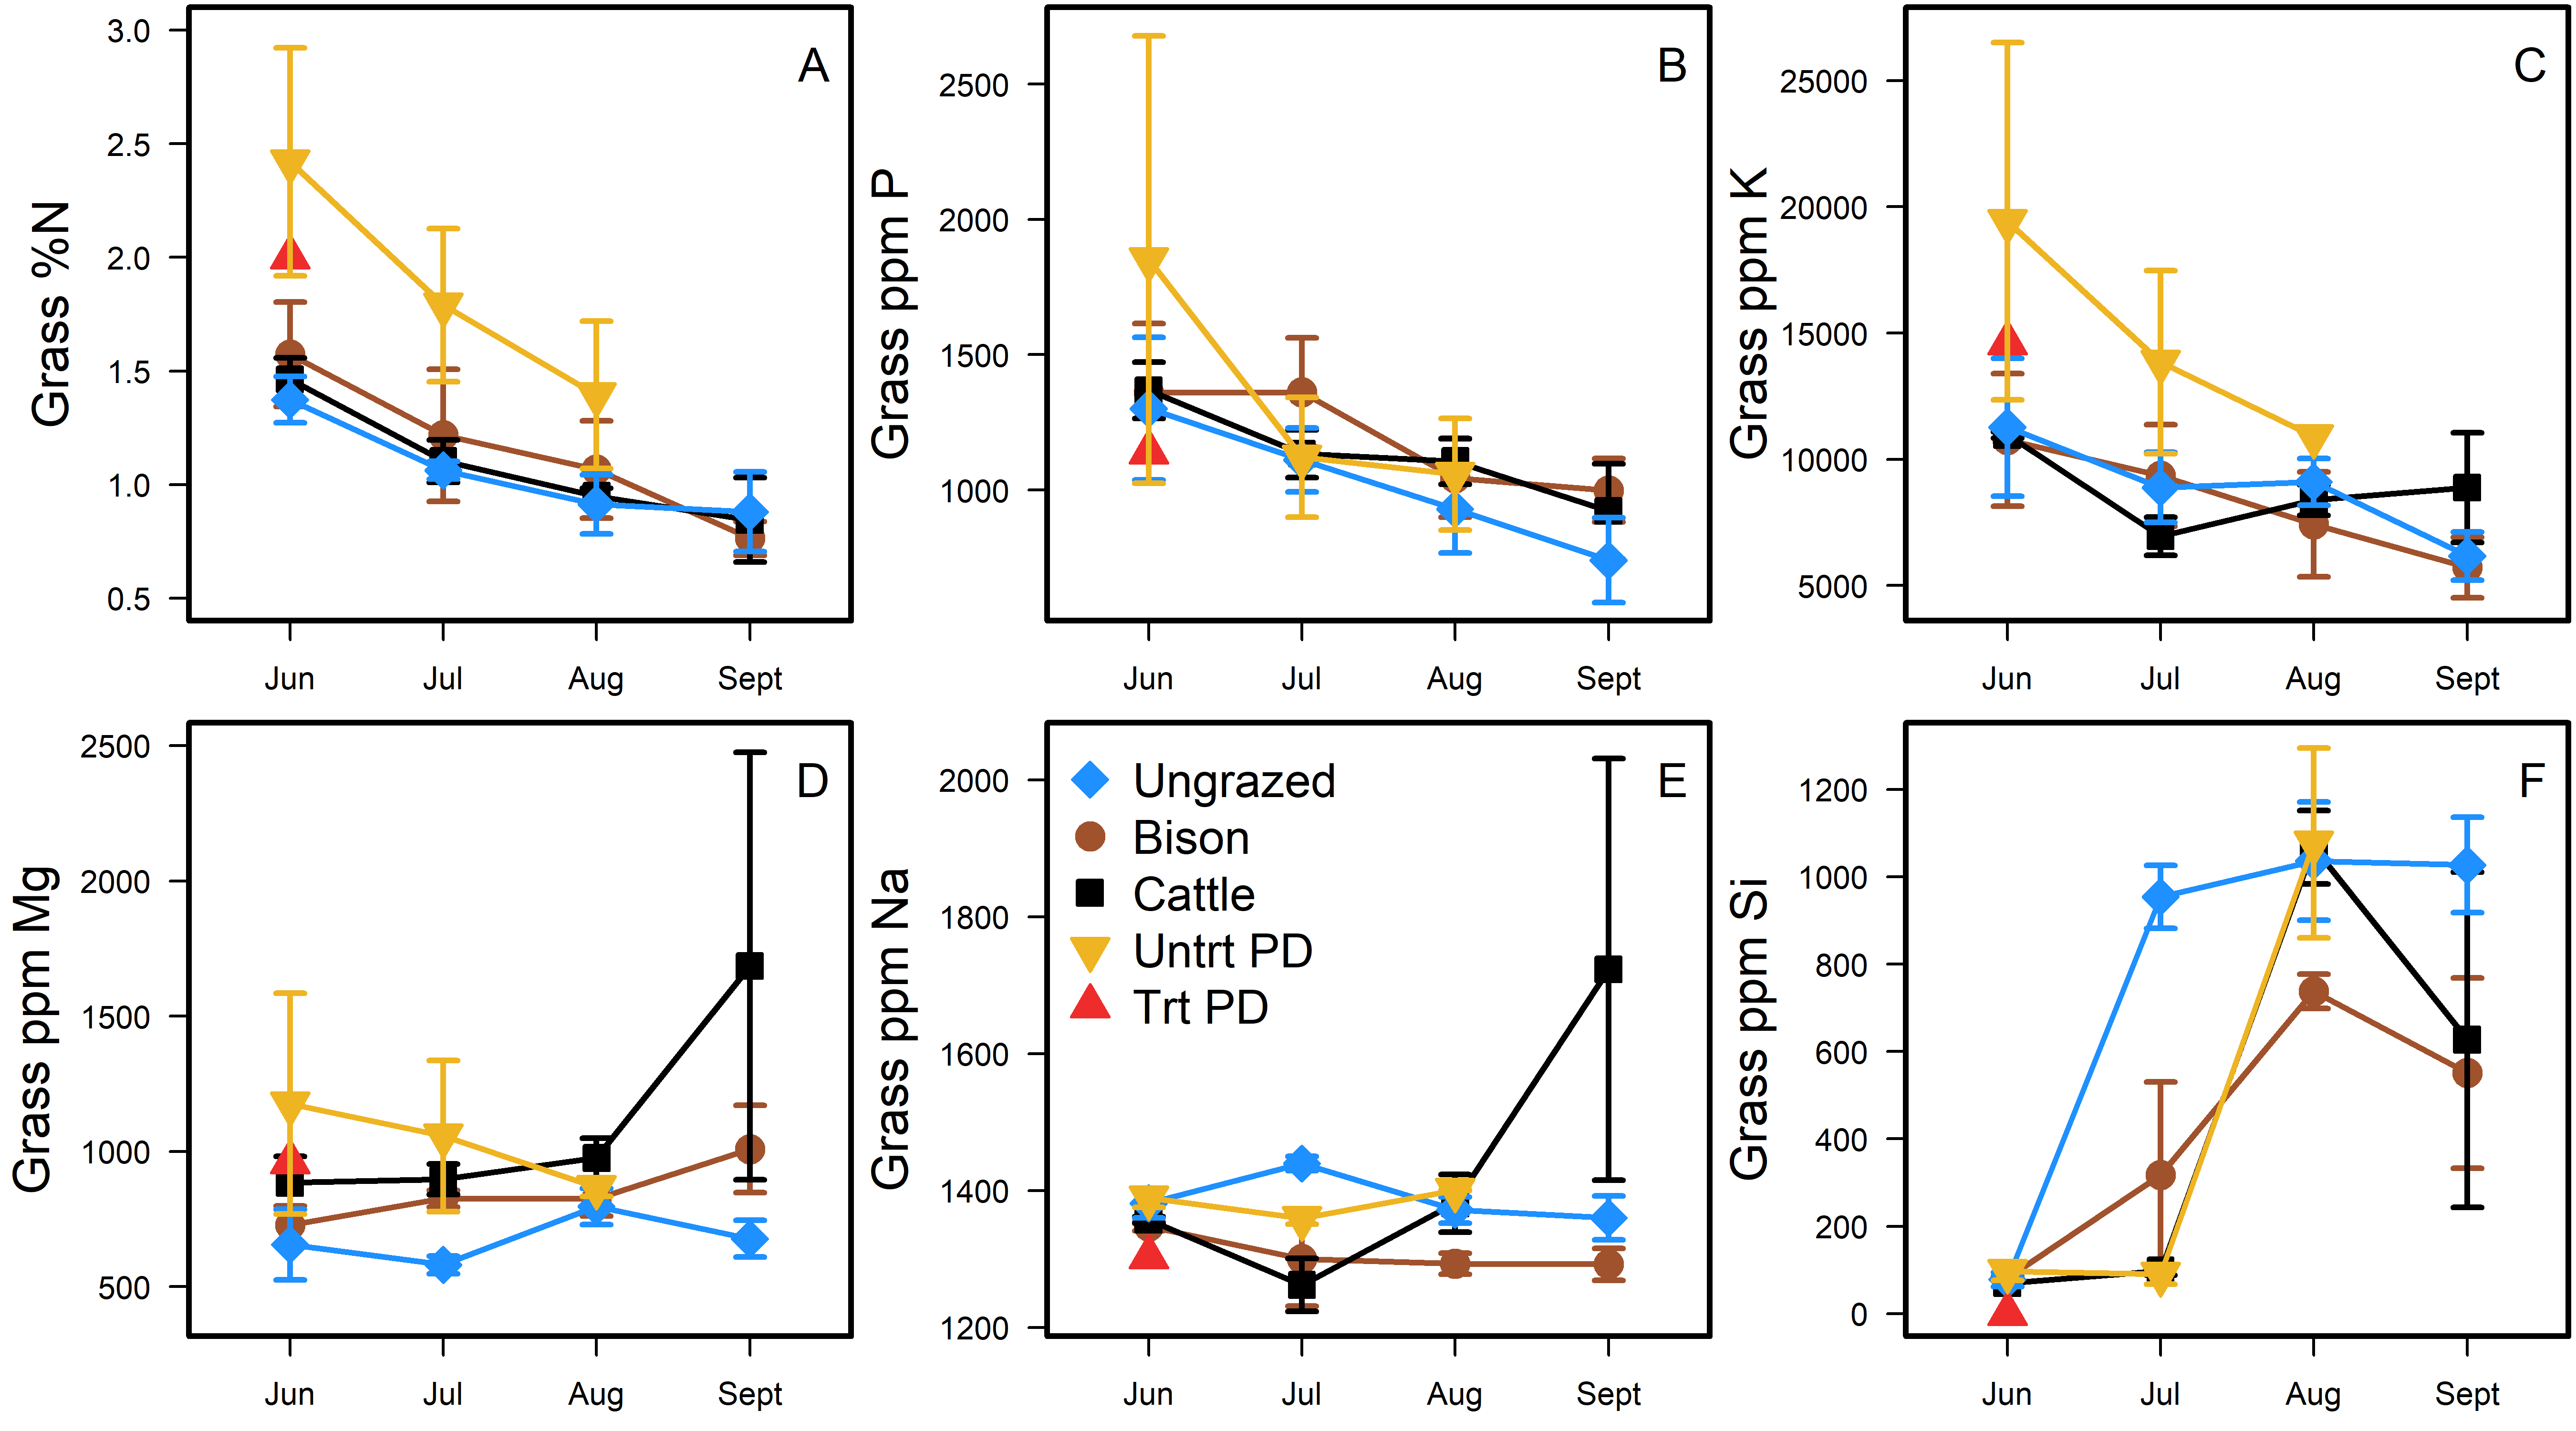 A
Grass %N
3.0
2.5
2.0
1.5
1.0
0.5
Jun Jul Aug Sept
B
Grass ppm P
2500
2000
1500
1000
Jun Jul Aug Sept
C
Grass ppm K
25000
20000
15000
10000
5000
Jun Jul Aug Sept
D
Grass ppm Mg
2500
2000
1500
1000
500
Jun Jul Aug Sept
E
Grass ppm Na
2000
1800
1600
1400
1200
Ungrazed
Bison
Cattle
Untrt PD
Trt PD
Jun Jul Aug Sept
F
Grass ppm Si
1200
1000
800
600
400
200
0
Jun Jul Aug Sept